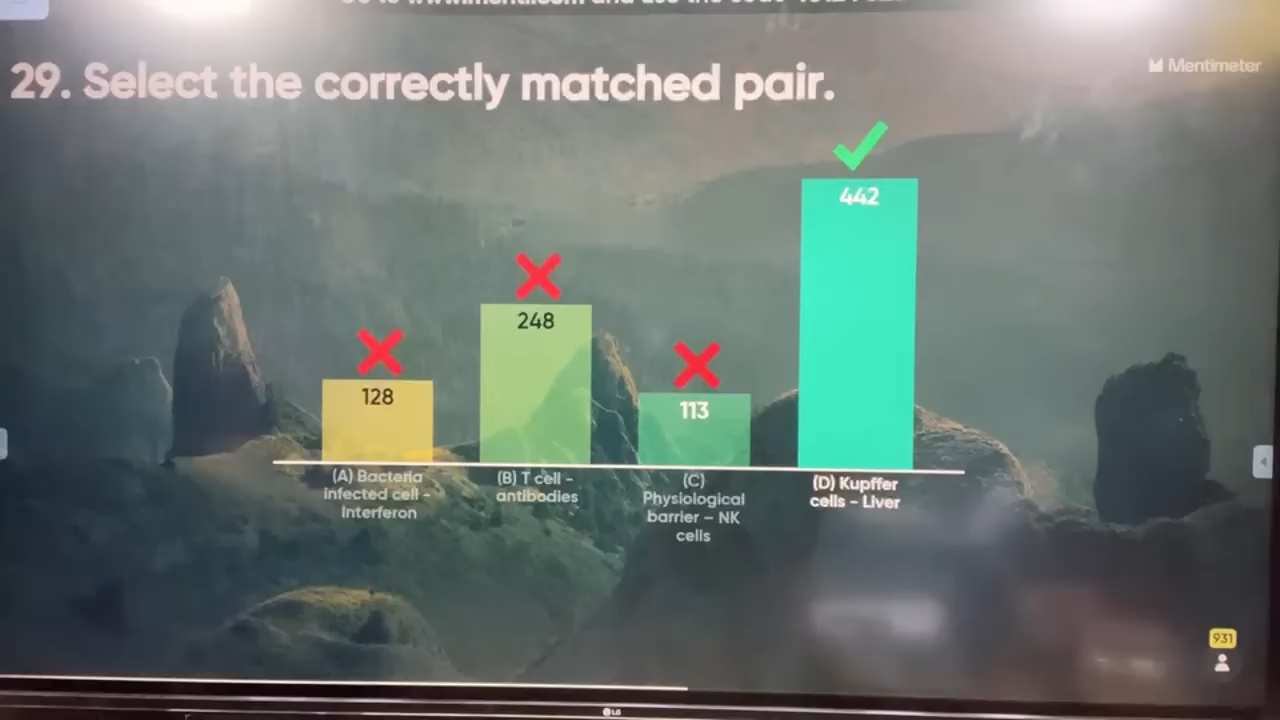 29. Select the correctly matched pair.
Mentimeter
442
248
128
113
(A) Bacteria
infected cell -
Interferon
(B) T cell -
antibodies
(C)
Physiological
barrier – NK
cells
(D) Kupffer
cells - Liver
931
LG